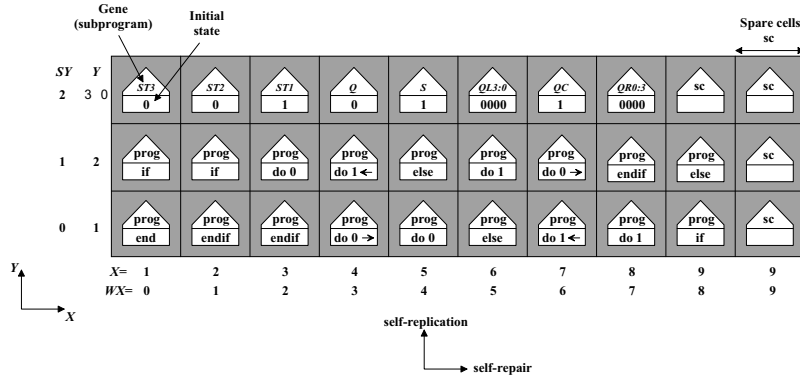 Gene
(subprogram)
Initial
state
Spare cells
sc
SY Y
2 3 0 ST3 ST2 ST1 Q S QL3:0 QC QR0:3 sc sc
0 0 1 0 1 0000 1 0000
1 2 prog prog prog prog prog prog prog prog prog sc
if if do 0 do 1 ← else do 1 do 0 → endif else
0 1 prog prog prog prog prog prog prog prog prog sc
end endif endif do 0 → do 0 else do 1 ← do 1 if
X= 1 2 3 4 5 6 7 8 9 9
WX= 0 1 2 3 4 5 6 7 8 9
Y
X
self-replication
self-repair